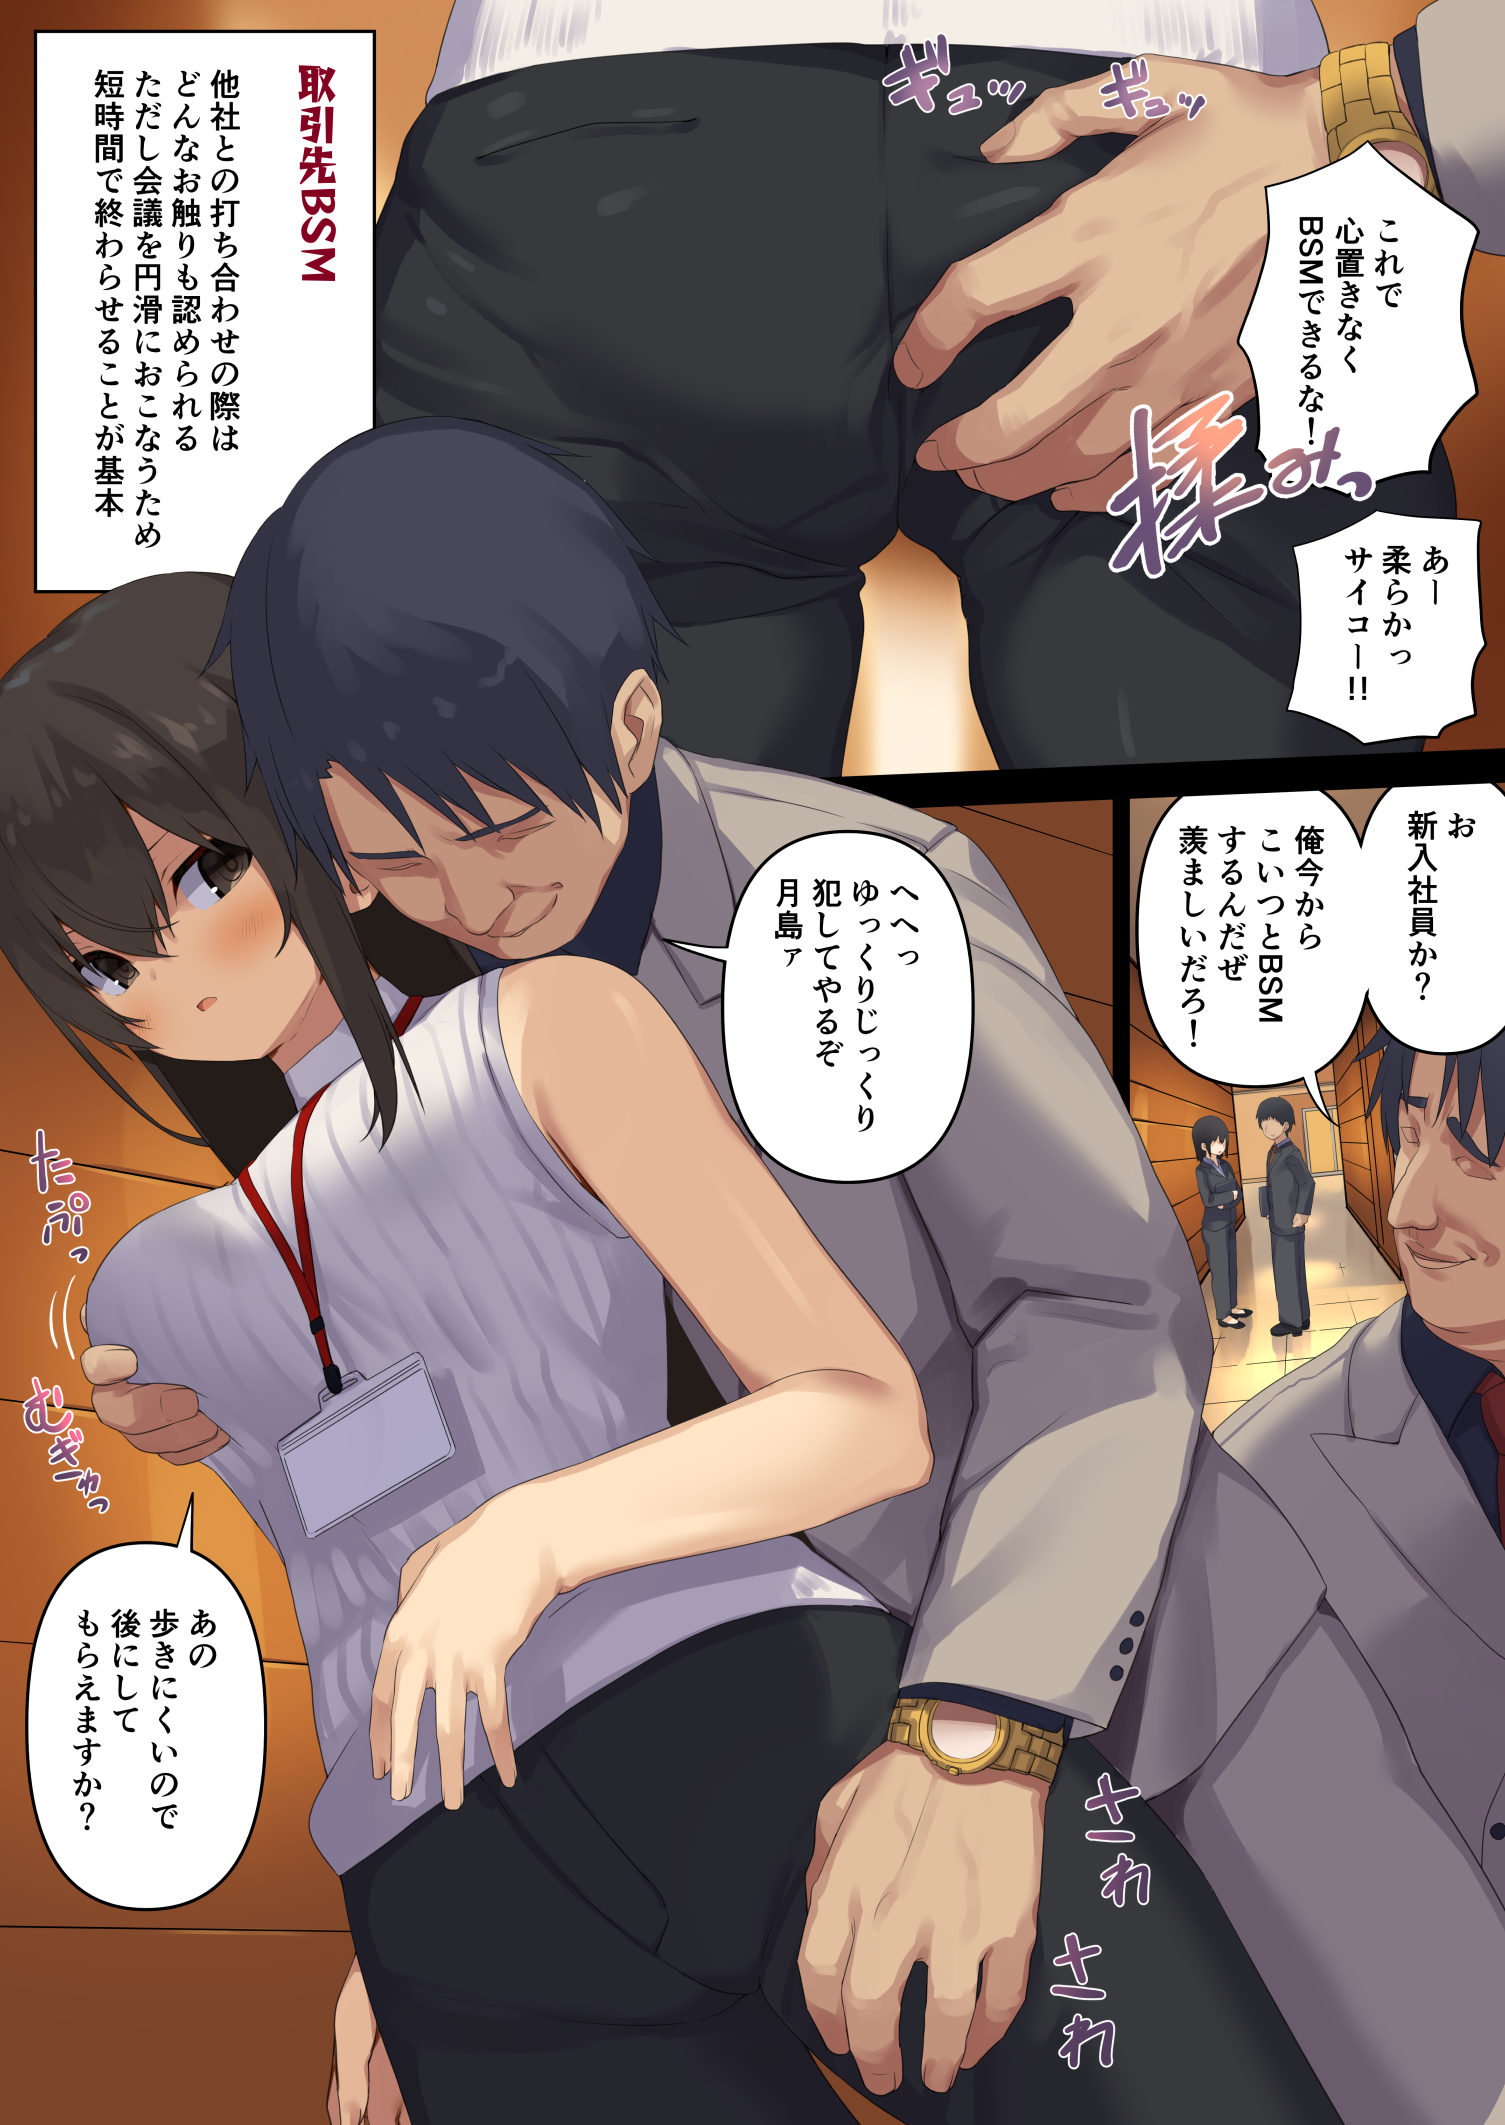 取引先BSM
他社との打ち合わせの際は
どんなお触りも認められる
ただし会議を円滑におこなうため
短時間で終わらせることが基本
ギュッ
ギュッ
これで
心置きなく
BSMできるな!
揉みっ
あー
柔らかっ
サイコー!!
お
新入社員か?
俺今から
こいつとBSM
するんだぜ
羨ましいだろ!
へへっ
ゆっくりじっくり
犯してやるぞ
月島ァ
たぷっ
むぎゅっ
あの
歩きにくいので
後にして
もらえますか?
さわ
さわ